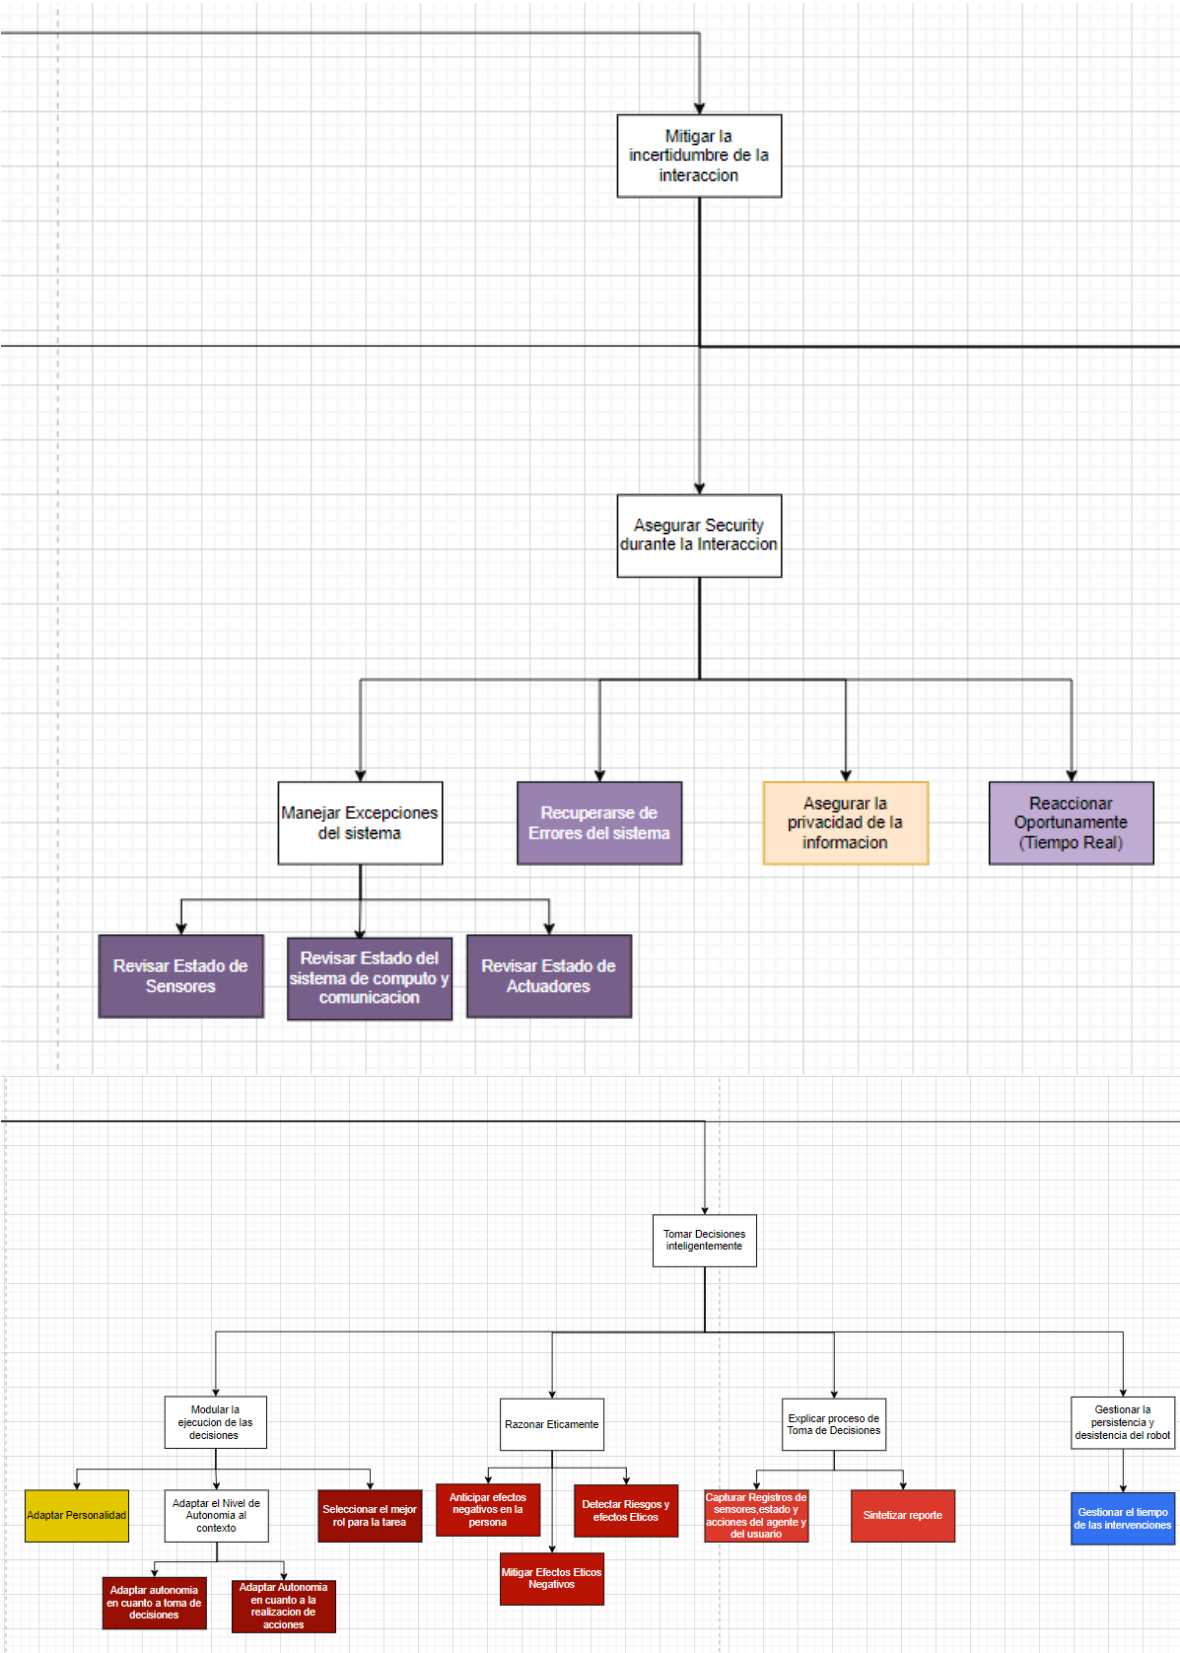 Mitigar la
incertidumbre de la
interaccion
Asegurar Security
durante la Interaccion
Manejar Excepciones
del sistema
Recuperarse de
Errores del sistema
Asegurar la
privacidad de la
informacion
Reaccionar
Oportunamente
(Tiempo Real)
Revisar Estado de
Sensores
Revisar Estado del
sistema de computo y
comunicacion
Revisar Estado de
Actuadores
Tomar Decisiones
inteligentemente
Modular la
ejecucion de las
decisiones
Razonar Eticamente
Explicar proceso de
Toma de Decisiones
Gestionar la
persistencia y
desistencia del robot
Adaptar Personalidad
Adaptar el Nivel de
Autonomia al
contexto
Seleccionar el mejor
rol para la tarea
Anticipar efectos
negativos en la
persona
Detectar Riesgos y
efectos Eticos
Capturar Registros de
sensores,estado y
acciones del agente y
del usuario
Sintetizar reporte
Gestionar el tiempo
de las intervenciones
Mitigar Efectos Eticos
Negativos
Adaptar autonomia
en cuanto a toma de
decisiones
Adaptar Autonomia
en cuanto a la
realizacion de
acciones